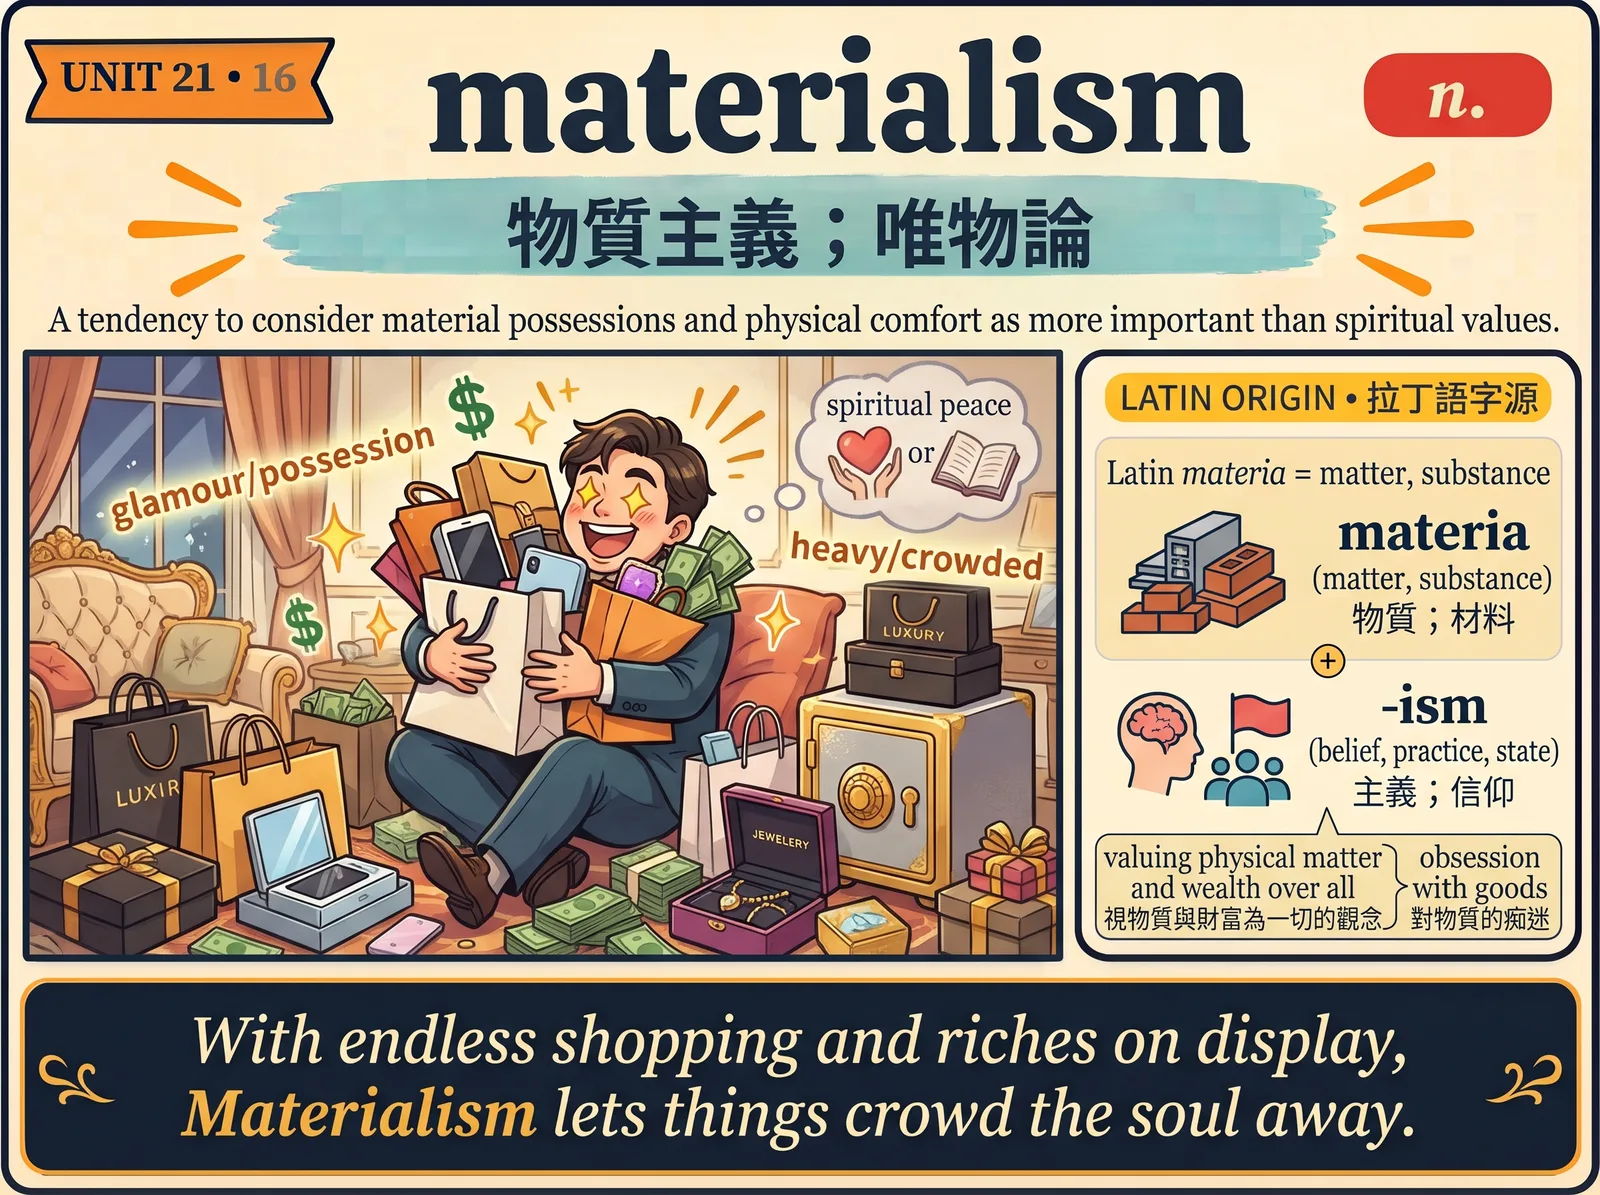 UNIT 21 • 16
materialism
n.
物質主義；唯物論
A tendency to consider material possessions and physical comfort as more important than spiritual values.
glamour/possession
$
$
spiritual peace
or
heavy/crowded
LUXURY
LUXIR
JEWELERY
LATIN ORIGIN • 拉丁語字源
Latin materia = matter, substance
materia
(matter, substance)
物質；材料
+
-ism
(belief, practice, state)
主義；信仰
valuing physical matter
and wealth over all
視物質與財富為一切的觀念
obsession
with goods
對物質的痴迷
With endless shopping and riches on display,
Materialism lets things crowd the soul away.